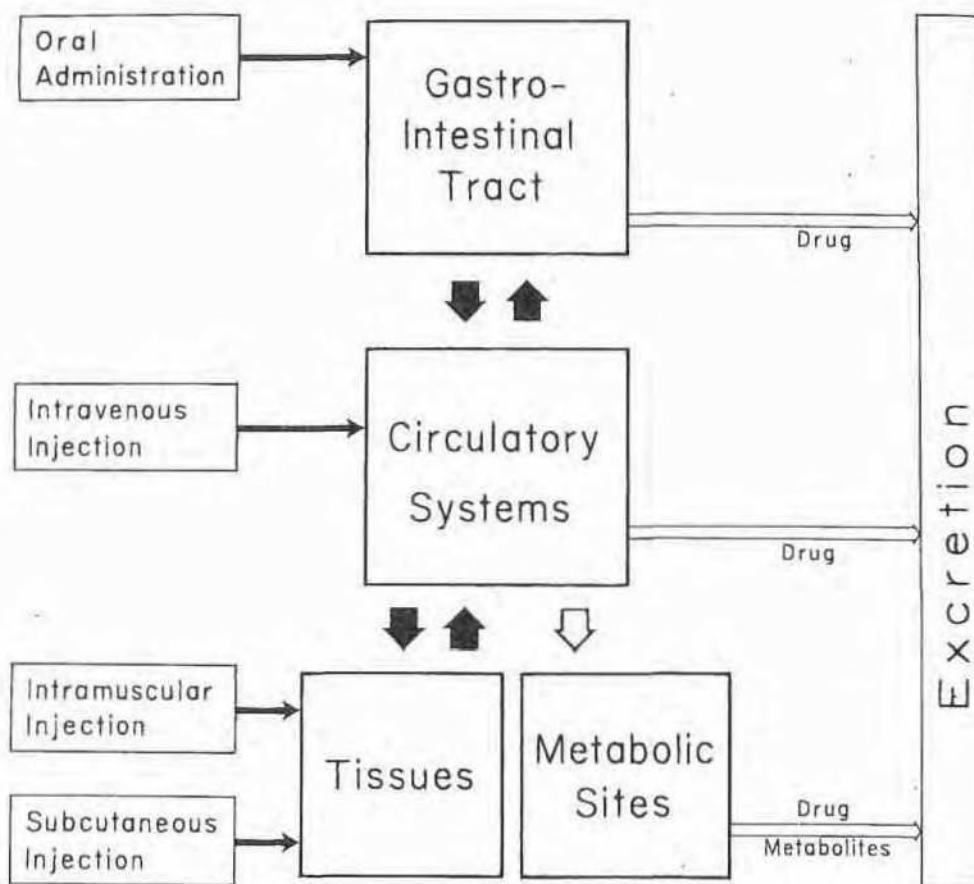 Oral
Administration
Gastro-
Intestinal
Tract
Drug
Intravenous
Injection
Circulatory
Systems
Drug
Excretion
Intramuscular
Injection
Tissues
Metabolic
Sites
Subcutaneous
Injection
Drug
Metabolites